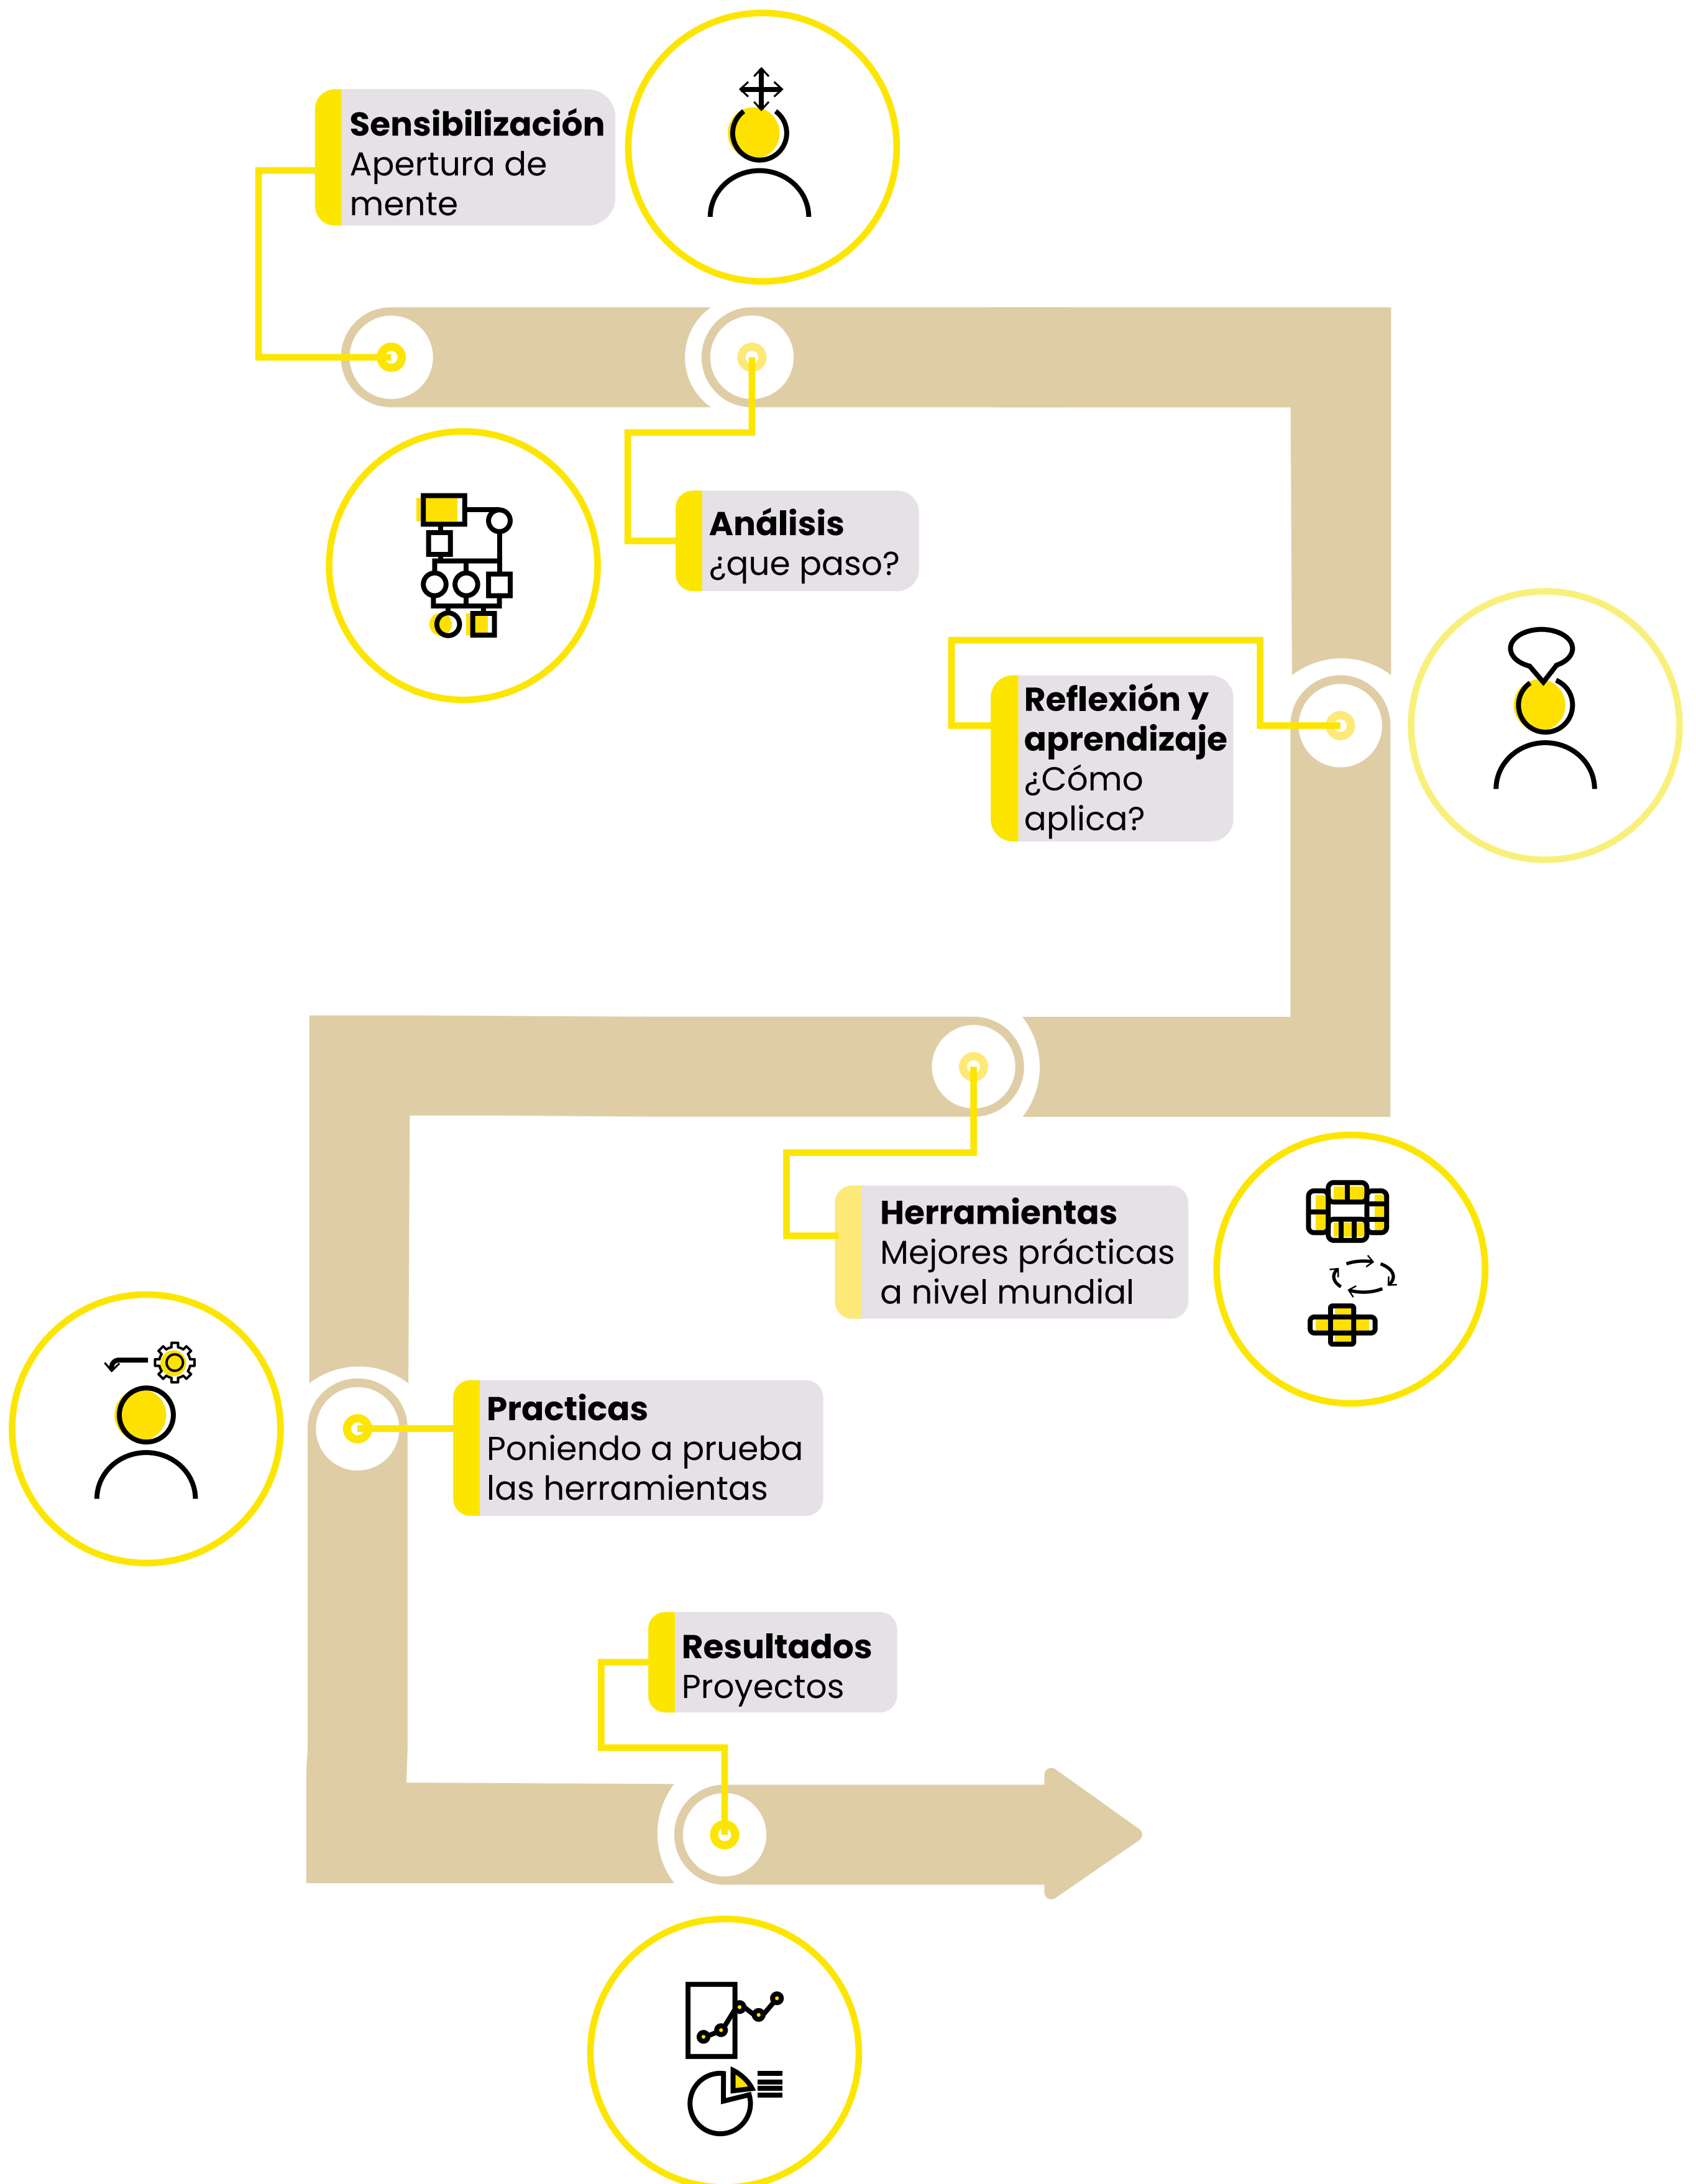 Sensibilización
Apertura de
mente
Análisis
¿que paso?
Reflexión y
aprendizaje
¿Cómo
aplica?
Herramientas
Mejores prácticas
a nivel mundial
Practicas
Poniendo a prueba
las herramientas
Resultados
Proyectos